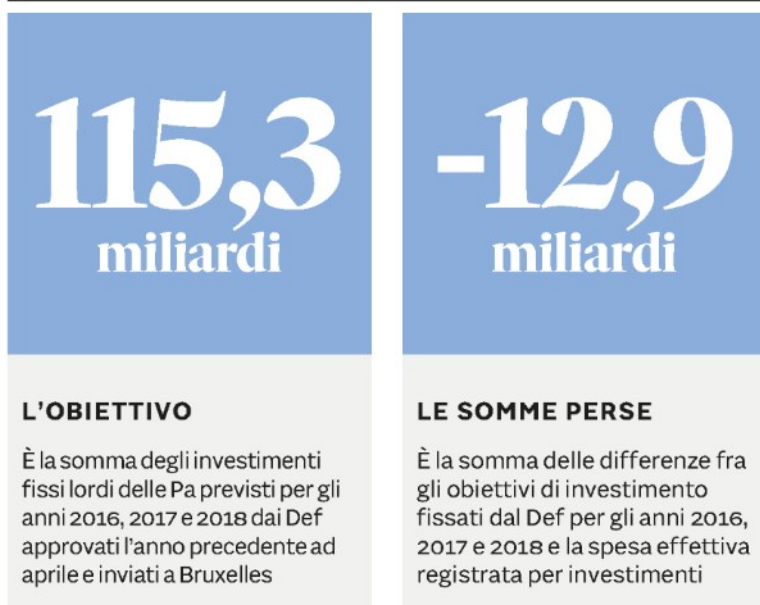 115,3
miliardi
L'OBIETTIVO
È la somma degli investimenti
fissi lordi delle Pa previsti per gli
anni 2016, 2017 e 2018 dai Def
approvati l'anno precedente ad
aprile e inviati a Bruxelles
-12,9
miliardi
LE SOMME PERSE
È la somma delle differenze fra
gli obiettivi di investimento
fissati dal Def per gli anni 2016,
2017 e 2018 e la spesa effettiva
registrata per investimenti